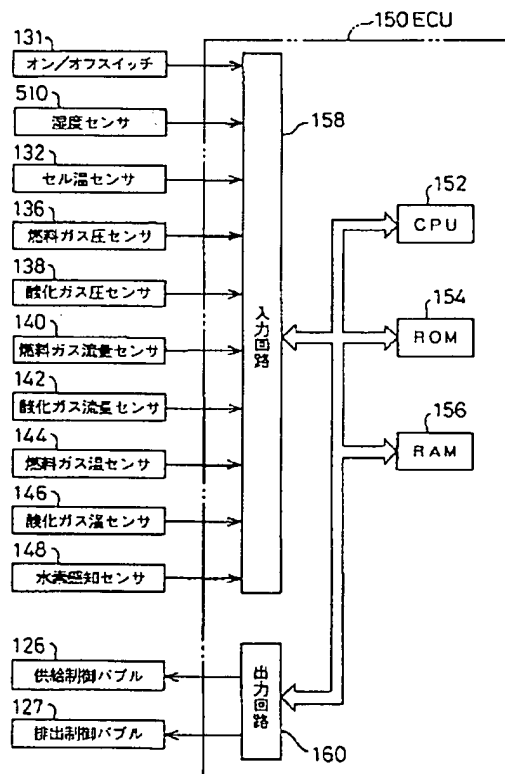 150 ECU
131
オン/オフスイッチ
510
湿度センサ
158
132
セル温センサ
152
CPU
136
燃料ガス圧センサ
138
酸化ガス圧センサ
154
ROM
140
燃料ガス流量センサ
入力回路
142
酸化ガス流量センサ
156
RAM
144
燃料ガス温センサ
146
酸化ガス温センサ
148
水素感知センサ
126
供給制御バブル
出力回路
127
排出制御バブル
160